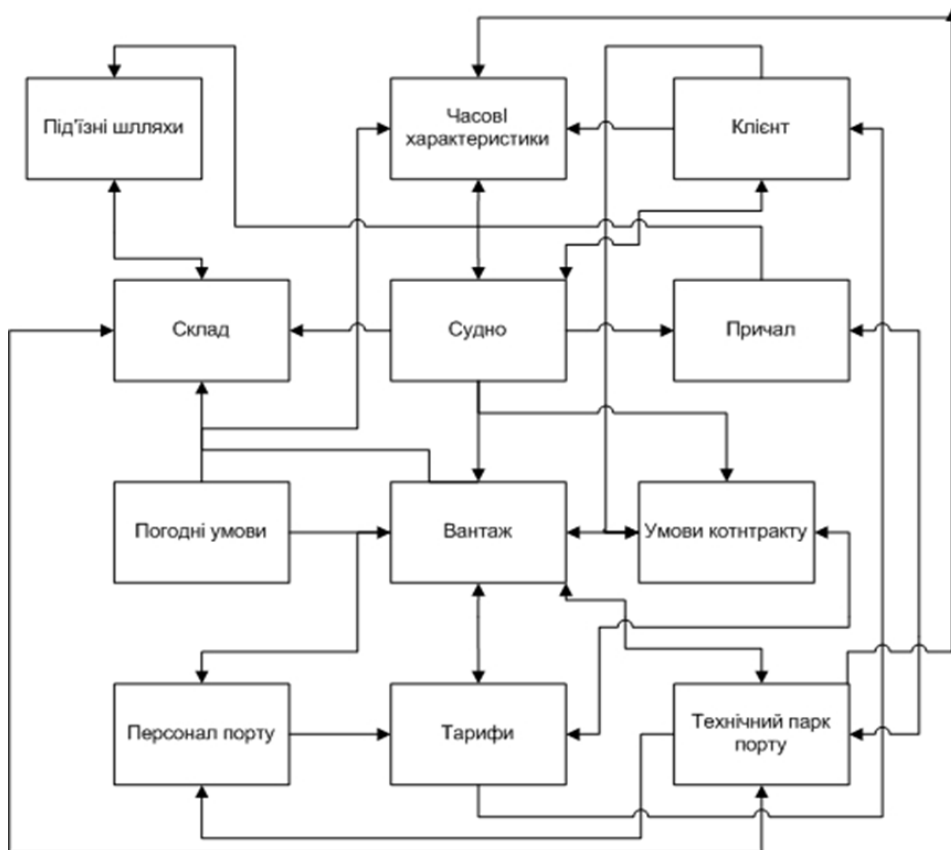 Під'їзні шлляхи
ЧасовІ
характеристики
Клієнт
Склад
Судно
Причал
Погодні умови
Вантаж
Умови котнтракту
Персонал порту
Тарифи
Технічний парк
порту